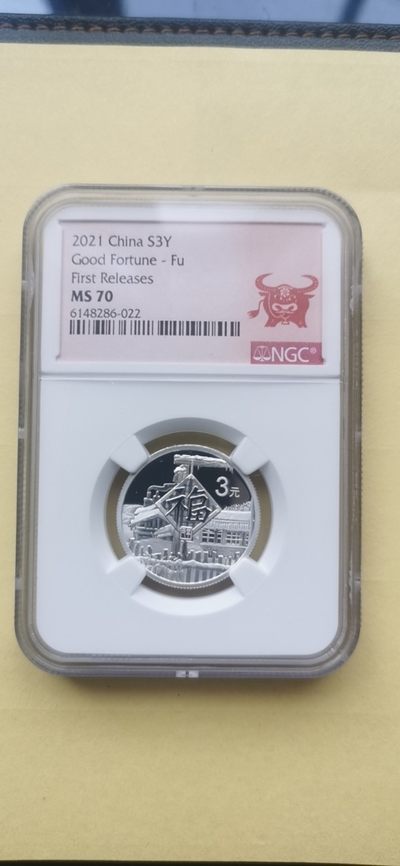 2021 China S3Y
Good Fortune - Fu
First Releases
MS 70
6148286-022
NGC®
3元
福